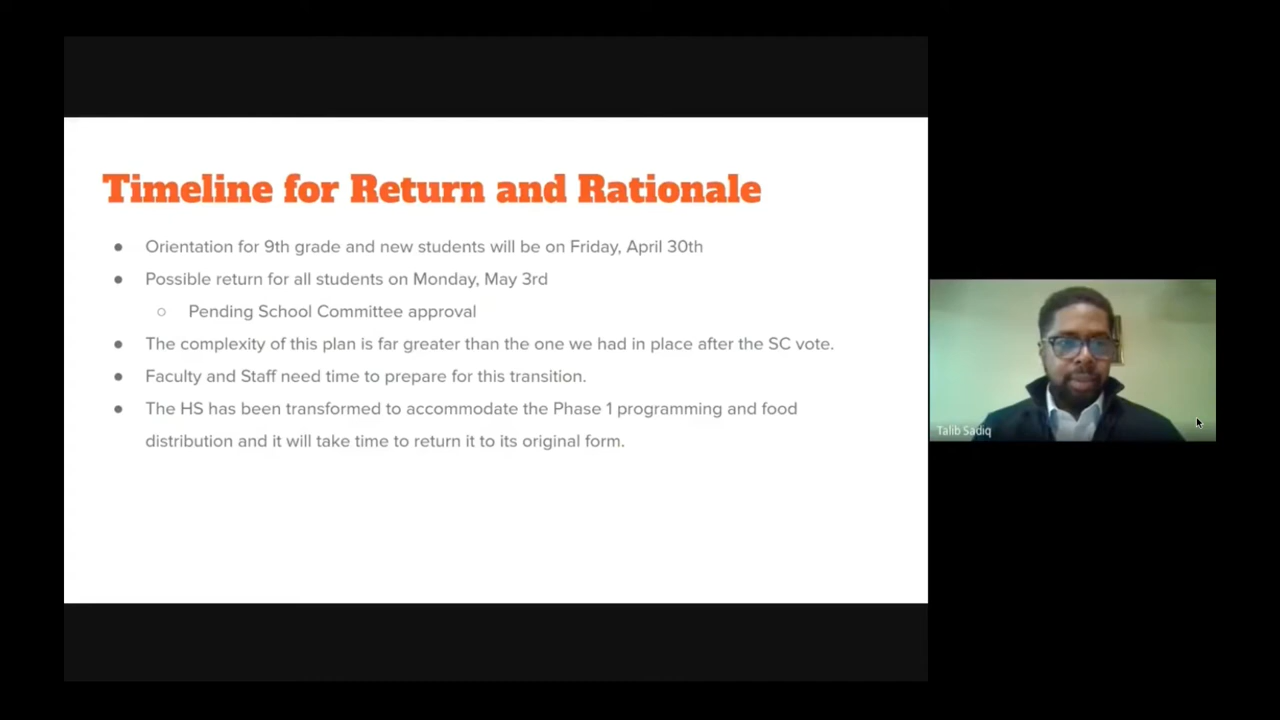 Timeline for Return and Rationale
● Orientation for 9th grade and new students will be on Friday, April 30th
● Possible return for all students on Monday, May 3rd
○ Pending School Committee approval
● The complexity of this plan is far greater than the one we had in place after the SC vote.
● Faculty and Staff need time to prepare for this transition.
● The HS has been transformed to accommodate the Phase 1 programming and food
distribution and it will take time to return it to its original form.
Talib Sadiq